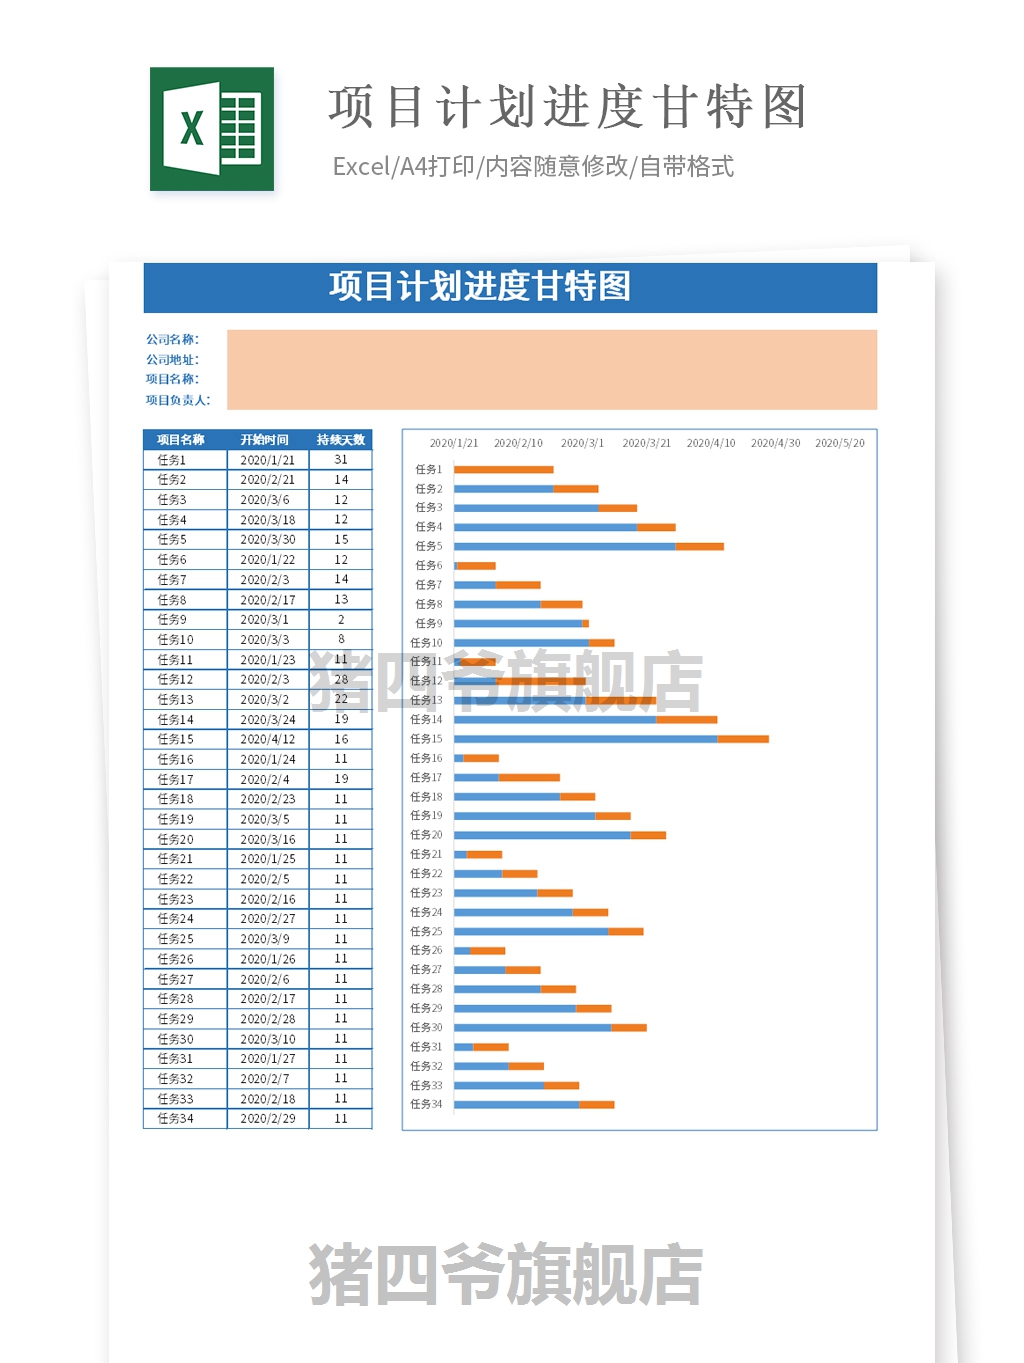 X
项目计划进度甘特图
Excel/A4打印/内容随意修改/自带格式
项目计划进度甘特图
公司名称：
公司地址：
项目名称：
项目负责人：
项目名称 开始时间 持续天数
任务1 2020/1/21 31
任务2 2020/2/21 14
任务3 2020/3/6 12
任务4 2020/3/18 12
任务5 2020/3/30 15
任务6 2020/1/22 12
任务7 2020/2/3 14
任务8 2020/2/17 13
任务9 2020/3/1 2
任务10 2020/3/3 8
任务11 2020/1/23 11
任务12 2020/2/3 28
任务13 2020/3/2 22
任务14 2020/3/24 19
任务15 2020/4/12 16
任务16 2020/1/24 11
任务17 2020/2/4 19
任务18 2020/2/23 11
任务19 2020/3/5 11
任务20 2020/3/16 11
任务21 2020/1/25 11
任务22 2020/2/5 11
任务23 2020/2/16 11
任务24 2020/2/27 11
任务25 2020/3/9 11
任务26 2020/1/26 11
任务27 2020/2/6 11
任务28 2020/2/17 11
任务29 2020/2/28 11
任务30 2020/3/10 11
任务31 2020/1/27 11
任务32 2020/2/7 11
任务33 2020/2/18 11
任务34 2020/2/29 11
2020/1/21 2020/2/10 2020/3/1 2020/3/21 2020/4/10 2020/4/30 2020/5/20
任务1
任务2
任务3
任务4
任务5
任务6
任务7
任务8
任务9
任务10
任务11
任务12
任务13
任务14
任务15
任务16
任务17
任务18
任务19
任务20
任务21
任务22
任务23
任务24
任务25
任务26
任务27
任务28
任务29
任务30
任务31
任务32
任务33
任务34
猪四爷旗舰店
猪四爷旗舰店